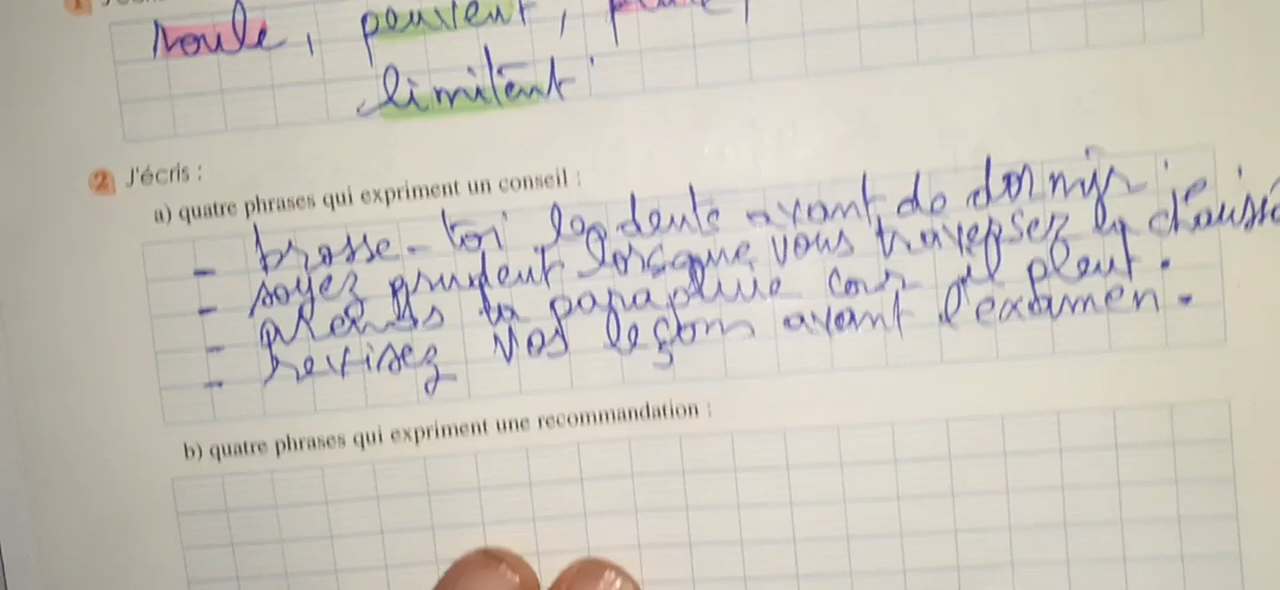 roule, peuvent,
limitent
2 J'écris :
a) quatre phrases qui expriment un conseil :
- brosse-toi les dents avant de dormir.
- soyez prudent lorsque vous traversez la
- prends ta parapluie car il pleut.
- revisez vos leçons avant l'examen.
b) quatre phrases qui expriment une recommandation :